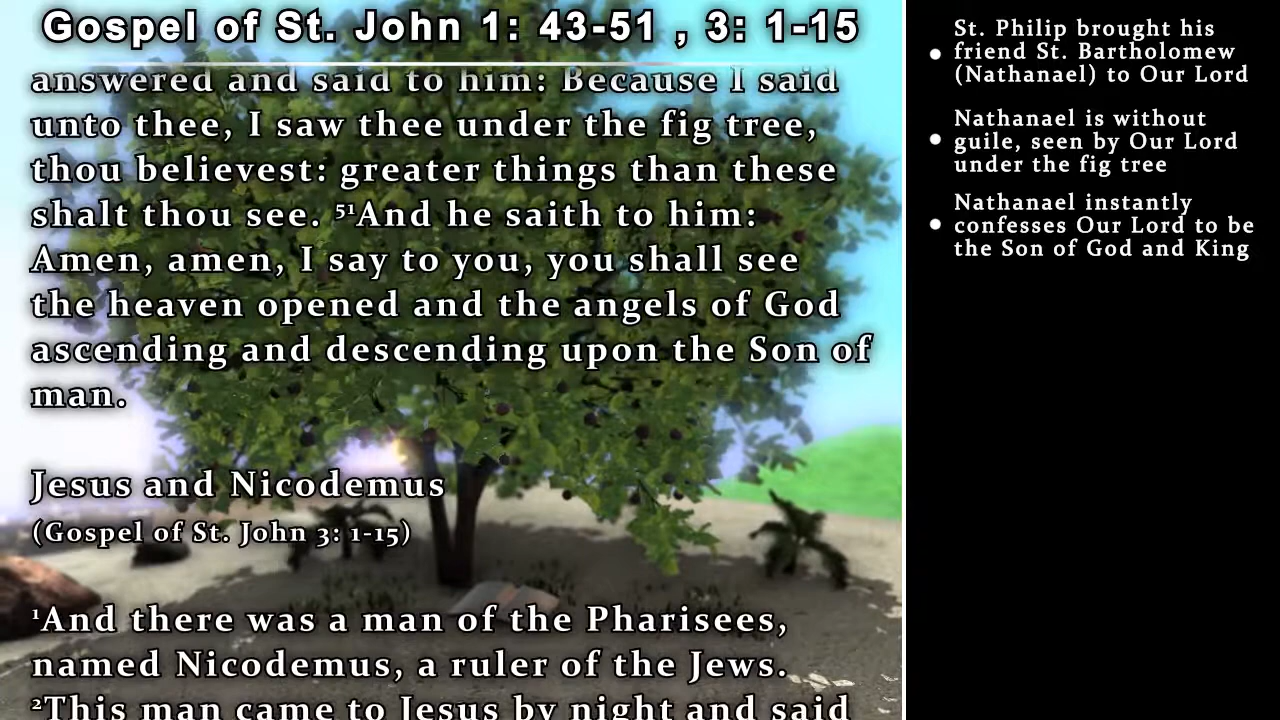 Gospel of St. John 1: 43-51 , 3: 1-15
answered and said to him: Because I said
unto thee, I saw thee under the fig tree,
thou believest: greater things than these
shalt thou see. ⁵¹And he saith to him:
Amen, amen, I say to you, you shall see
the heaven opened and the angels of God
ascending and descending upon the Son of
man.
Jesus and Nicodemus
(Gospel of St. John 3: 1-15)
¹And there was a man of the Pharisees,
named Nicodemus, a ruler of the Jews.
²This man came to Jesus by night and said
• St. Philip brought his
friend St. Bartholomew
(Nathanael) to Our Lord
• Nathanael is without
guile, seen by Our Lord
under the fig tree
• Nathanael instantly
confesses Our Lord to be
the Son of God and King